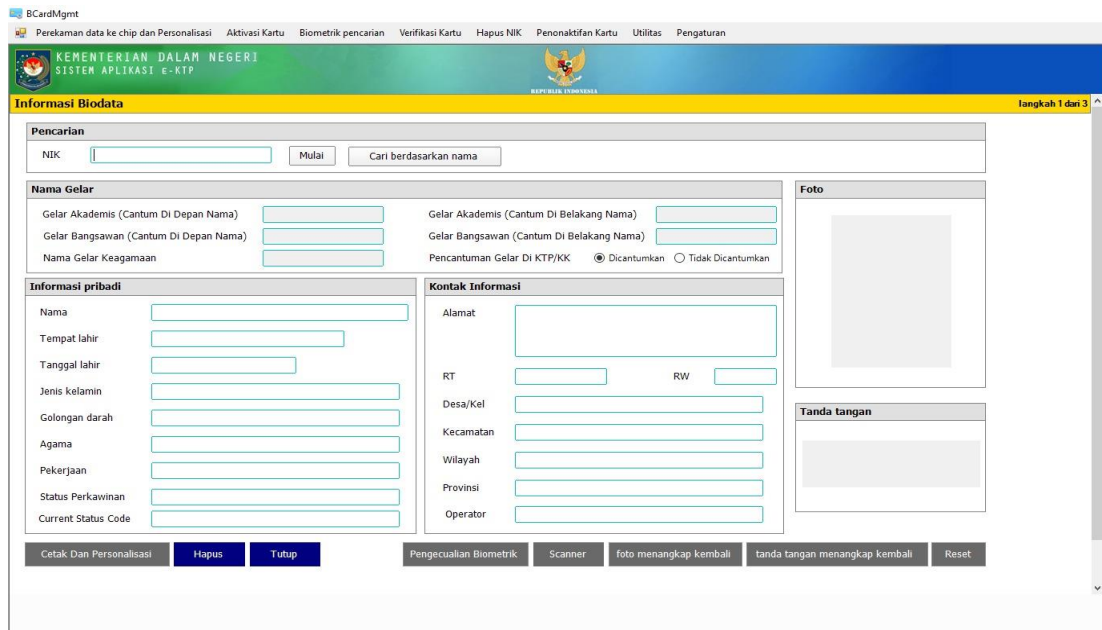 BCardMgmt
Perekaman data ke chip dan Personalisasi Aktivasi Kartu Biometrik pencarian Verifikasi Kartu Hapus NIK Penonaktifan Kartu Utilitas Pengaturan
KEMENTERIAN DALAM NEGERI
SISTEM APLIKASI e-KTP
REPUBLIK INDONESIA
Informasi Biodata langkah 1 dari 3
Pencarian
NIK Mulai Cari berdasarkan nama
Nama Gelar
Gelar Akademis (Cantum Di Depan Nama) Gelar Akademis (Cantum Di Belakang Nama)
Gelar Bangsawan (Cantum Di Depan Nama) Gelar Bangsawan (Cantum Di Belakang Nama)
Nama Gelar Keagamaan Pencantuman Gelar Di KTP/KK Dicantumkan Tidak Dicantumkan
Foto
Informasi pribadi
Nama
Tempat lahir
Tanggal lahir
Jenis kelamin
Golongan darah
Agama
Pekerjaan
Status Perkawinan
Current Status Code
Kontak Informasi
Alamat
RT RW
Desa/Kel
Kecamatan
Wilayah
Provinsi
Operator
Tanda tangan
Cetak Dan Personalisasi Hapus Tutup Pengecualian Biometrik Scanner foto menangkap kembali tanda tangan menangkap kembali Reset